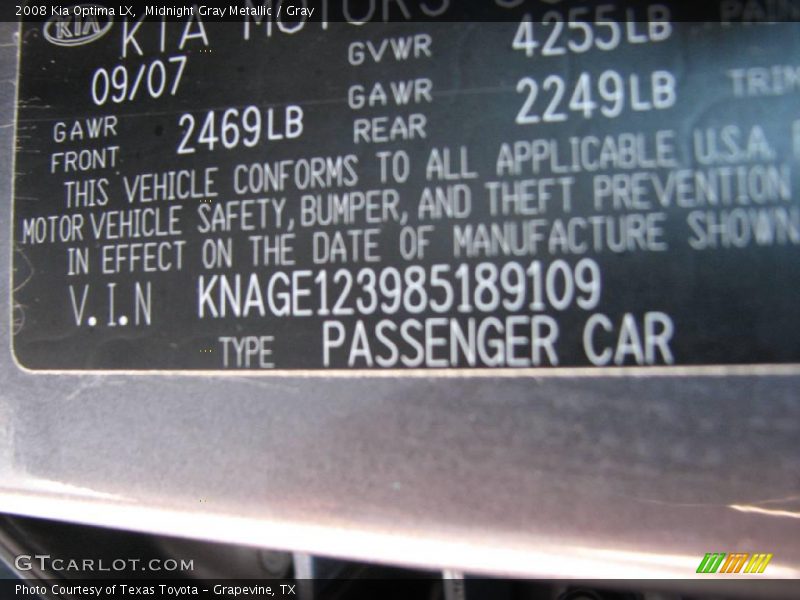 2008 Kia Optima LX, Midnight Gray Metallic / Gray
KIA KIA MOTORS
09/07 GVWR 4255LB
GAWR FRONT 2469LB GAWR REAR 2249LB
THIS VEHICLE CONFORMS TO ALL APPLICABLE U.S.A.
MOTOR VEHICLE SAFETY, BUMPER, AND THEFT PREVENTION
IN EFFECT ON THE DATE OF MANUFACTURE SHOWN
V.I.N KNAGE123985189109
TYPE PASSENGER CAR
GTCARLOT.COM
Photo Courtesy of Texas Toyota - Grapevine, TX